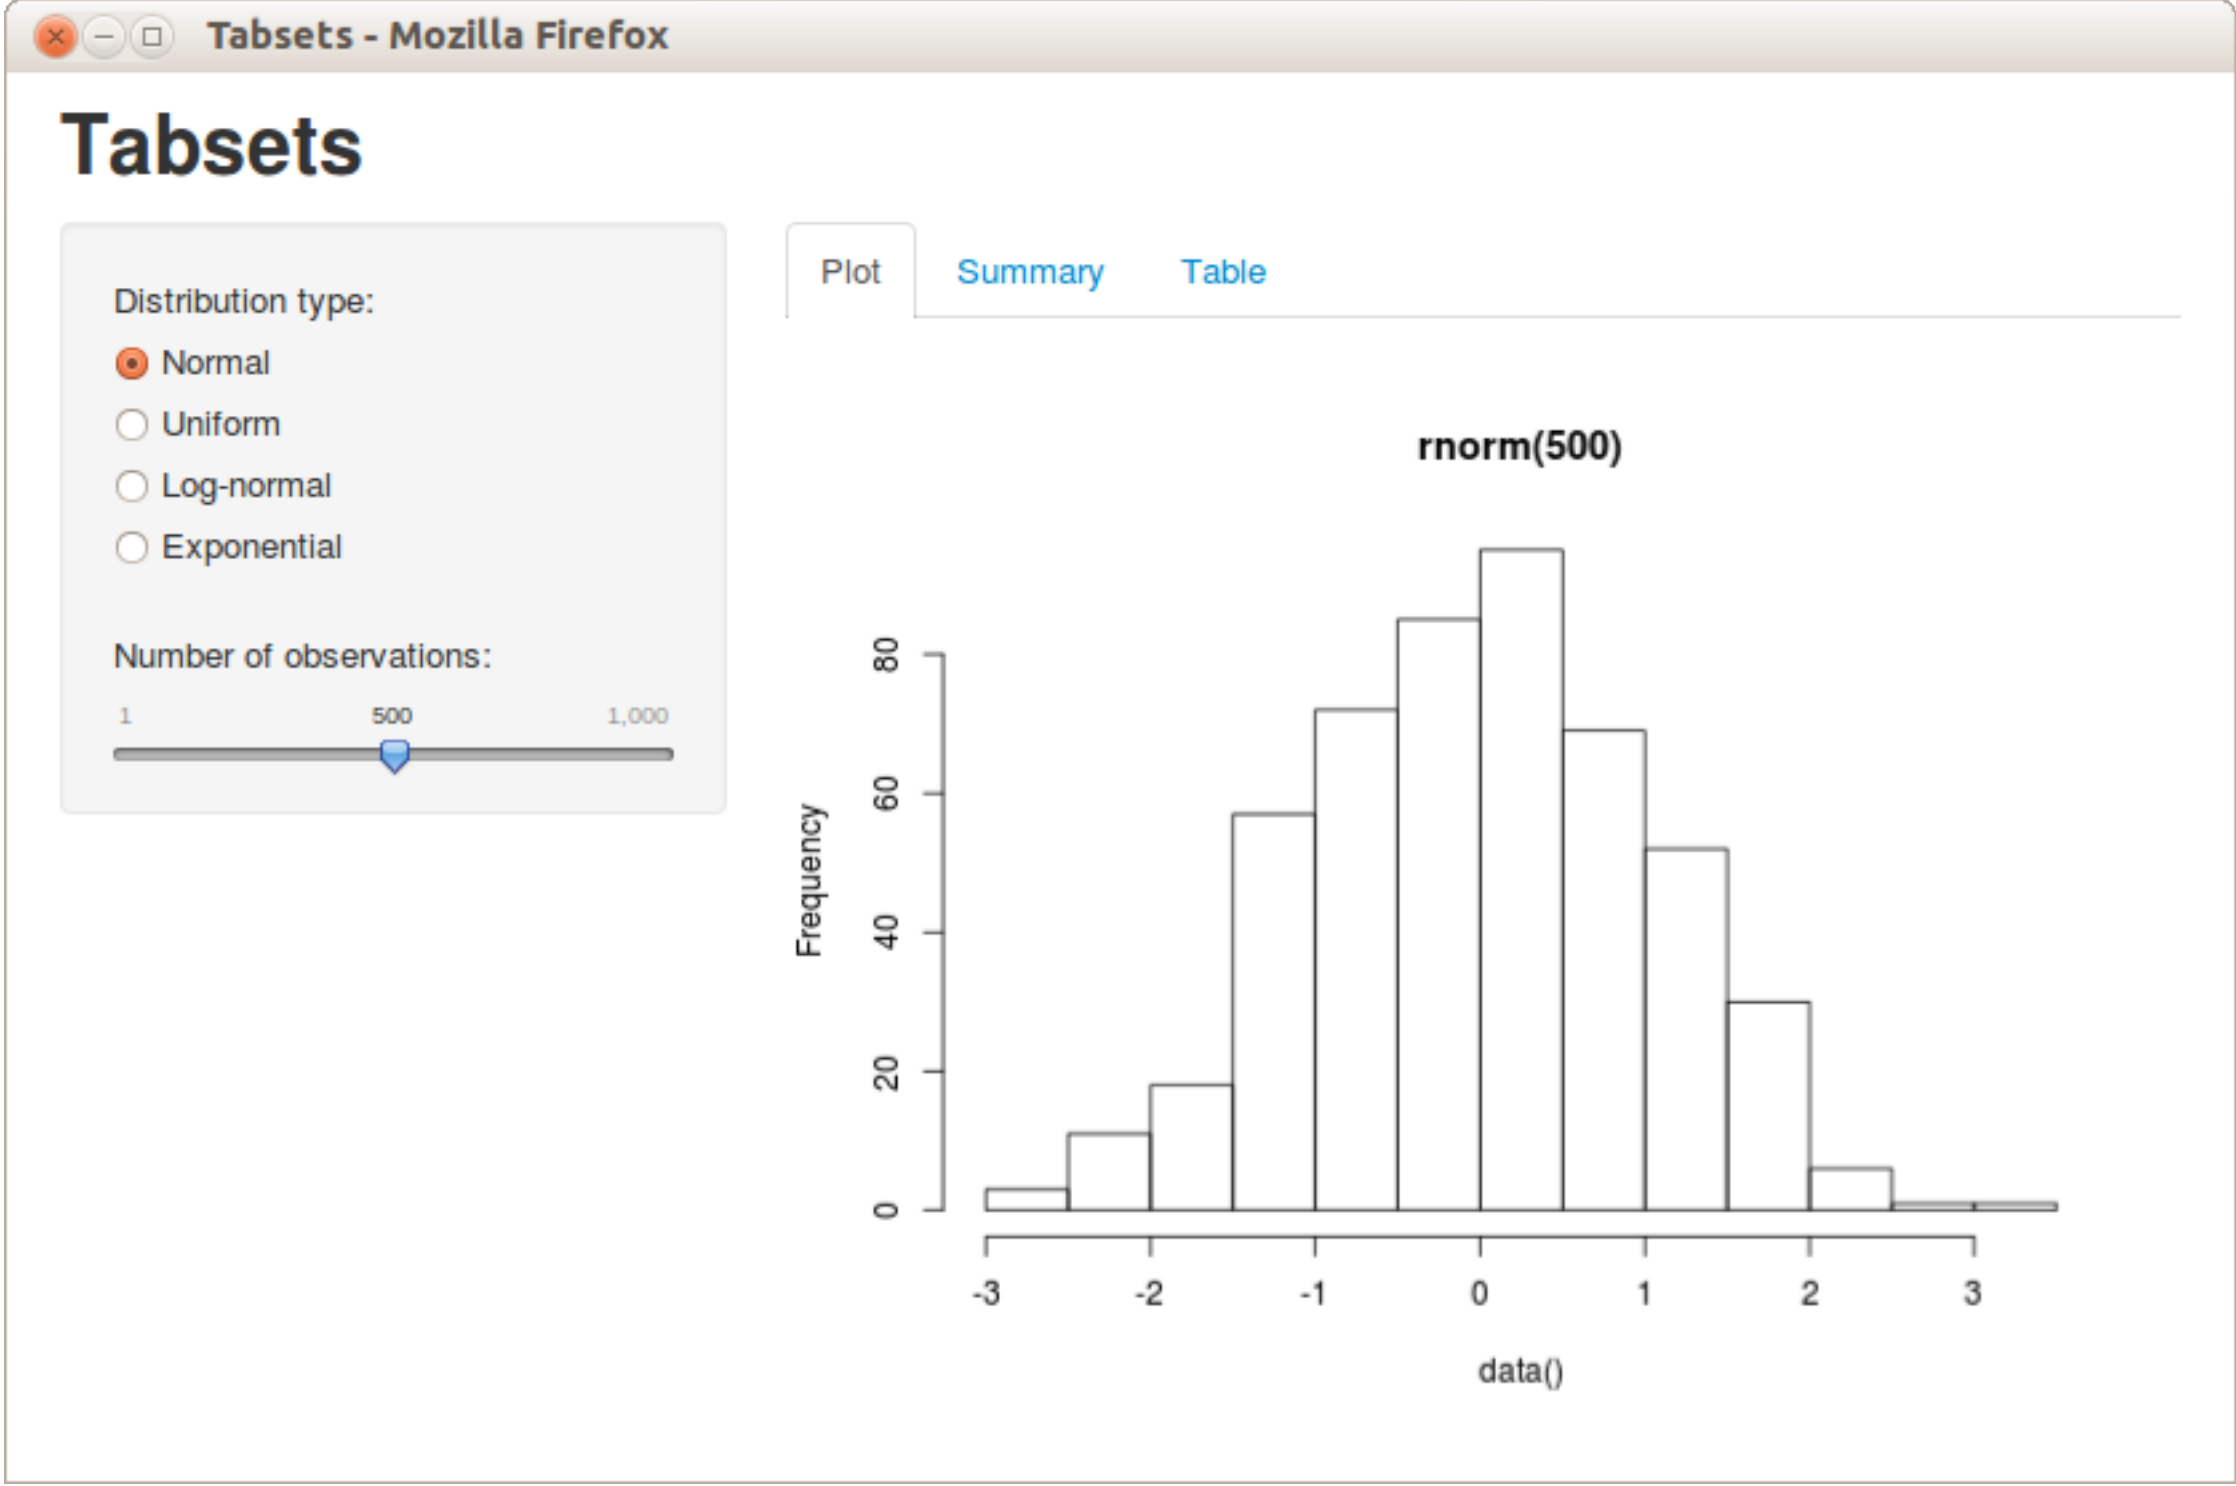 Tabsets - Mozilla Firefox
Tabsets
Distribution type:
Normal
Uniform
Log-normal
Exponential
Number of observations:
1 500 1,000
Plot Summary Table
rnorm(500)
Frequency
80
60
40
20
0
-3 -2 -1 0 1 2 3
data()